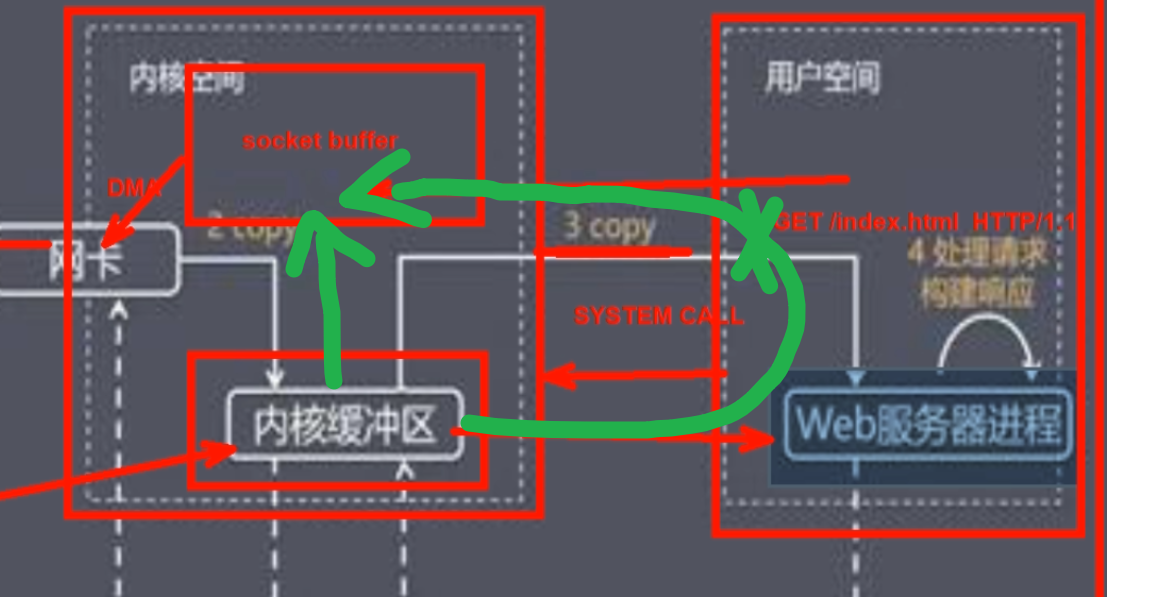 内核空间
用户空间
socket buffer
DMA
2 copy
3 copy
GET /index.html HTTP/1.1
网卡
4 处理请求
构建响应
SYSTEM CALL
内核缓冲区
Web服务器进程